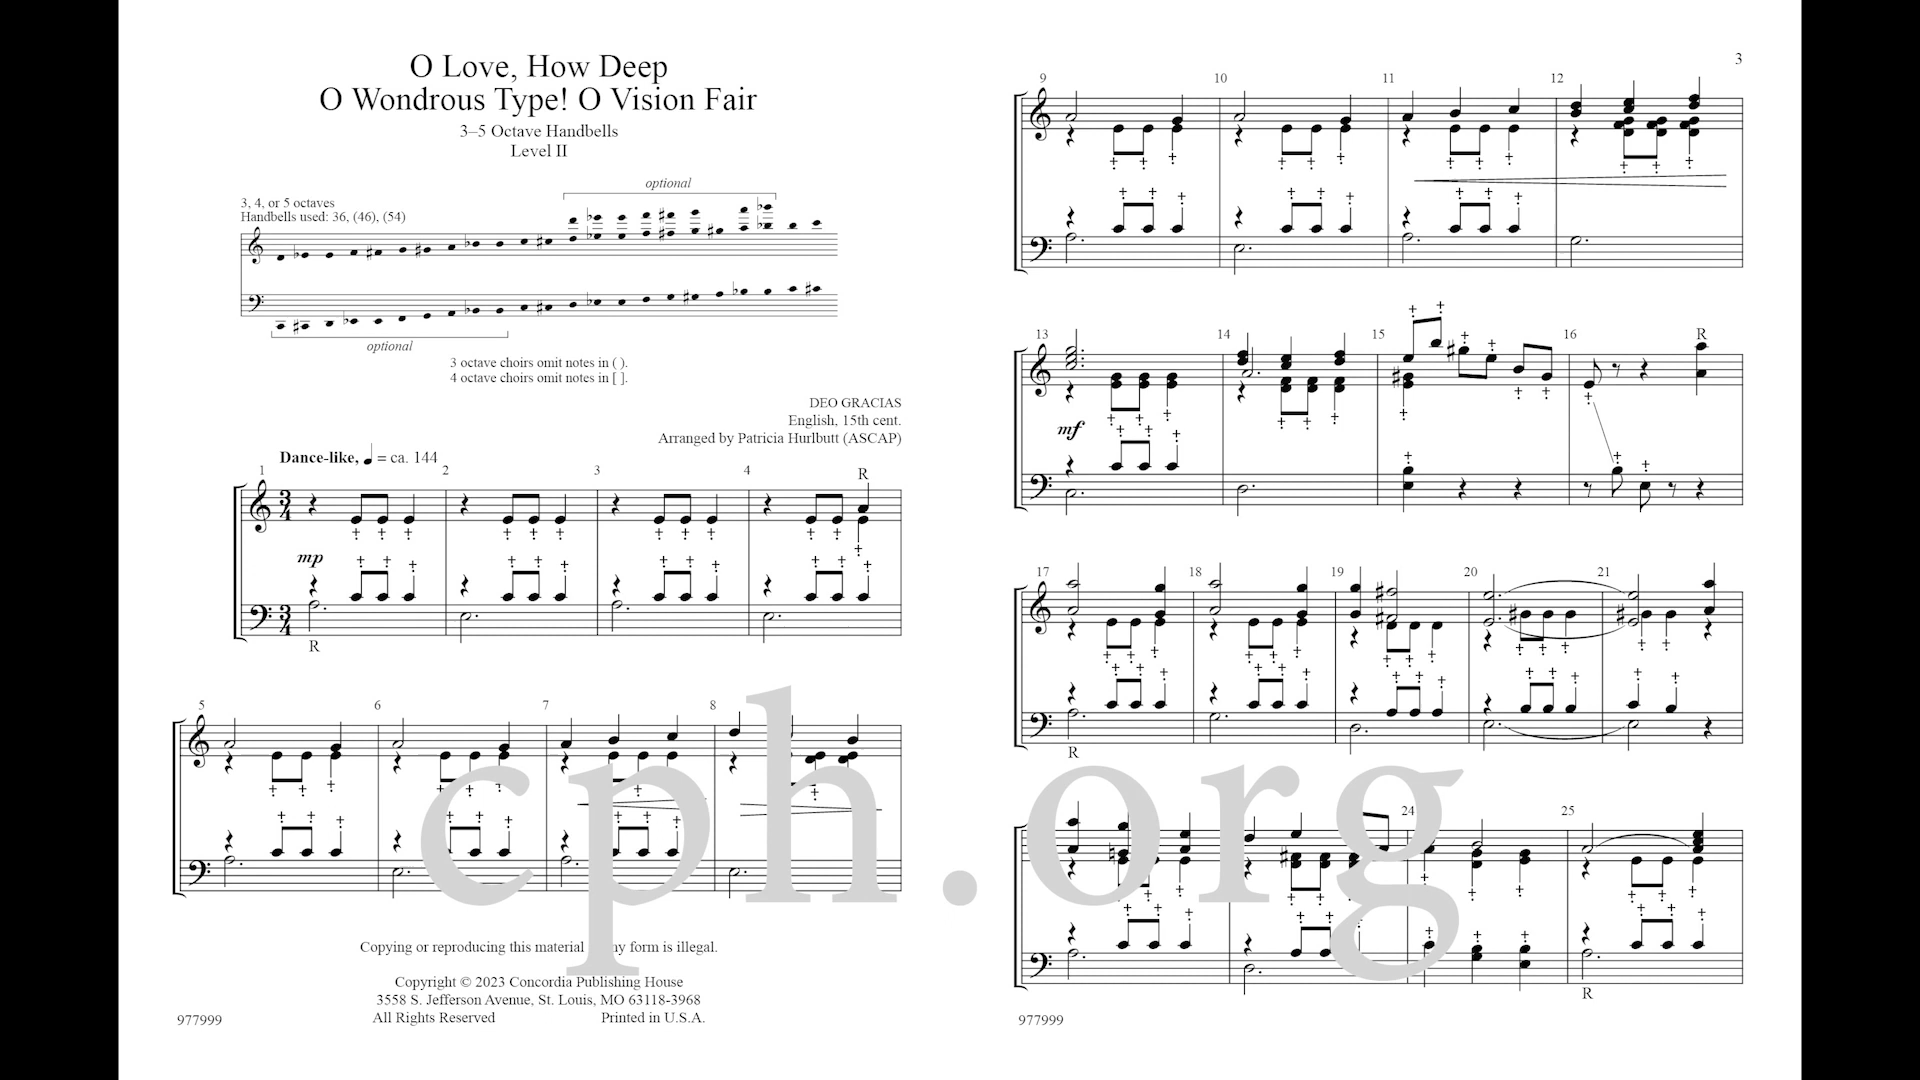 O Love, How Deep
O Wondrous Type! O Vision Fair
3–5 Octave Handbells
Level II
optional
3, 4, or 5 octaves
Handbells used: 36, (46), (54)
optional
3 octave choirs omit notes in ( ).
4 octave choirs omit notes in [ ].
DEO GRACIAS
English, 15th cent.
Arranged by Patricia Hurlbutt (ASCAP)
Dance-like, ♩ = ca. 144
1 2 3 4
R
3 4
mp
3 4
R
5 6 7 8
Copying or reproducing this material ny form is illegal.
Copyright © 2023 Concordia Publishing House
3558 S. Jefferson Avenue, St. Louis, MO 63118-3968
All Rights Reserved Printed in U.S.A.
977999
3
9 10 11 12
13 14 15 16
R
mf
17 18 19 20 21
R
24 25
R
977999
cph.org